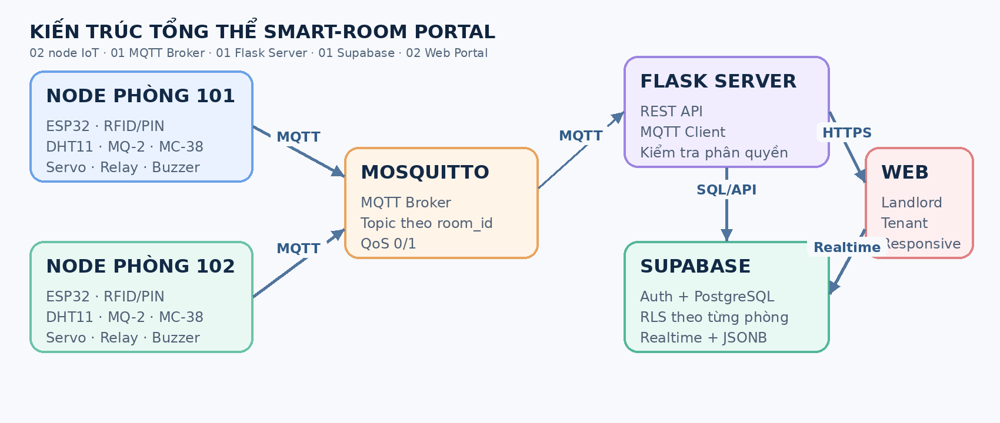 KIẾN TRÚC TỔNG THỂ SMART-ROOM PORTAL
02 node IoT · 01 MQTT Broker · 01 Flask Server · 01 Supabase · 02 Web Portal
NODE PHÒNG 101
ESP32 · RFID/PIN
DHT11 · MQ-2 · MC-38
Servo · Relay · Buzzer
MQTT
NODE PHÒNG 102
ESP32 · RFID/PIN
DHT11 · MQ-2 · MC-38
Servo · Relay · Buzzer
MQTT
MOSQUITTO
MQTT Broker
Topic theo room_id
QoS 0/1
MQTT
FLASK SERVER
REST API
MQTT Client
Kiểm tra phân quyền
HTTPS
SQL/API
WEB
Landlord
Tenant
Responsive
Realtime
SUPABASE
Auth + PostgreSQL
RLS theo từng phòng
Realtime + JSONB